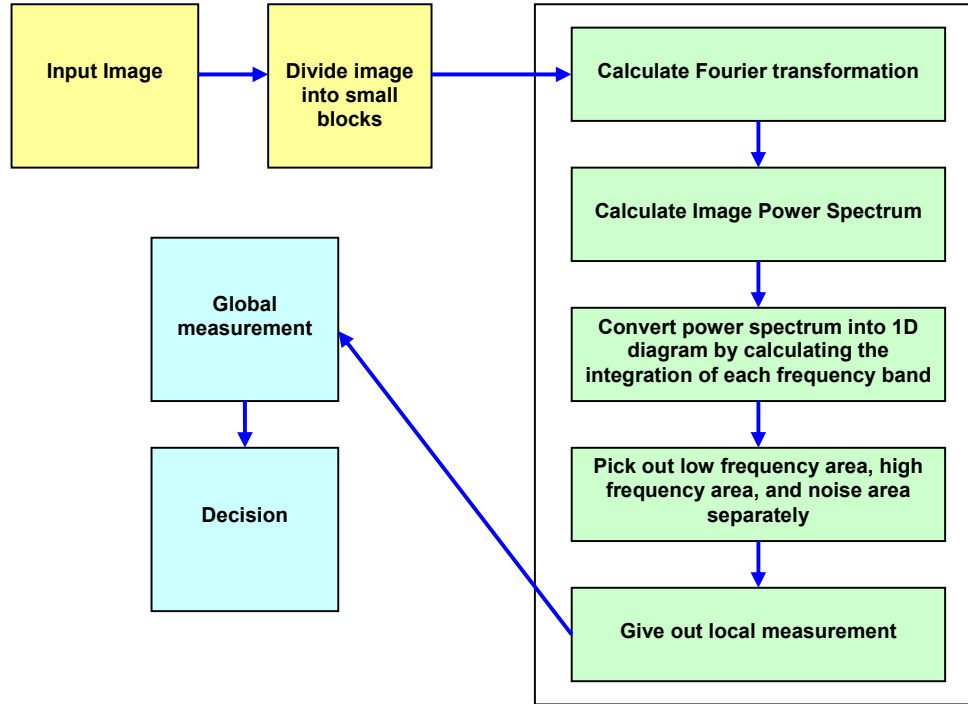 Input Image
Divide image
into small
blocks
Calculate Fourier transformation
Calculate Image Power Spectrum
Convert power spectrum into 1D
diagram by calculating the
integration of each frequency band
Pick out low frequency area, high
frequency area, and noise area
separately
Give out local measurement
Global
measurement
Decision